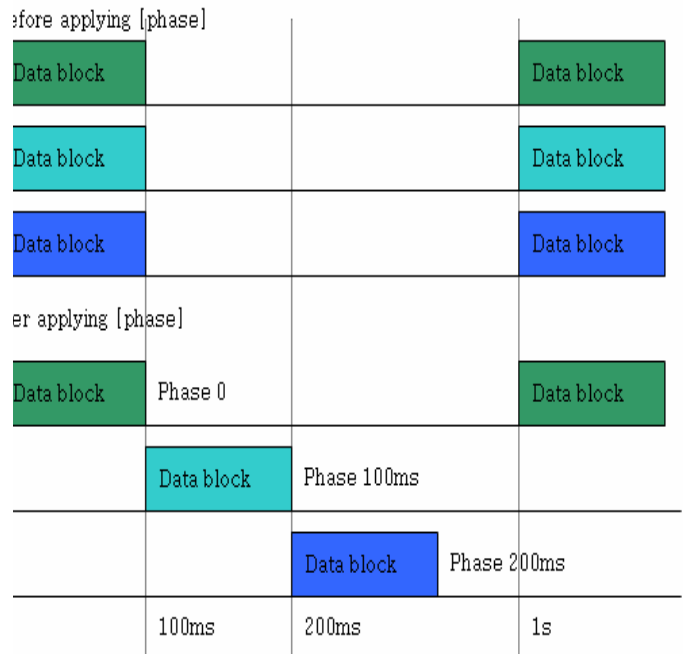 efore applying [phase]
Data block Data block
Data block Data block
Data block Data block
er applying [phase]
Data block Phase 0 Data block
Data block Phase 100ms
Data block Phase 200ms
100ms 200ms 1s